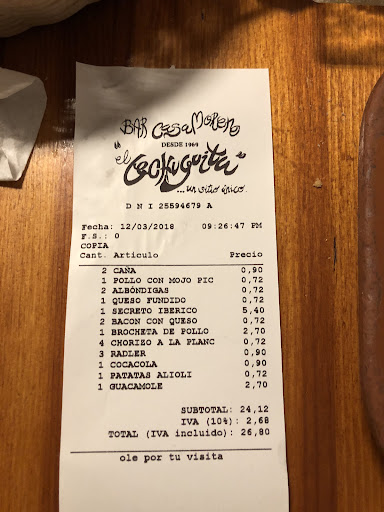 BAR Casa Moreno
DESDE 1969
"el Lechuguita"
...un sitio único.
D N I 25594679 A
Fecha: 12/03/2018 09:26:47 PM
F.S.: 0
COPIA
Cant. Articulo Precio
2 CAÑA 0,90
1 POLLO CON MOJO PIC 0,72
2 ALBÓNDIGAS 0,72
1 QUESO FUNDIDO 0,72
1 SECRETO IBERICO 5,40
2 BACON CON QUESO 0,72
1 BROCHETA DE POLLO 2,70
4 CHORIZO A LA PLANC 0,72
3 RADLER 0,90
1 COCACOLA 0,90
1 PATATAS ALIOLI 0,72
1 GUACAMOLE 2,70
SUBTOTAL: 24,12
IVA (10%): 2,68
TOTAL (IVA incluido): 26,80
ole por tu visita